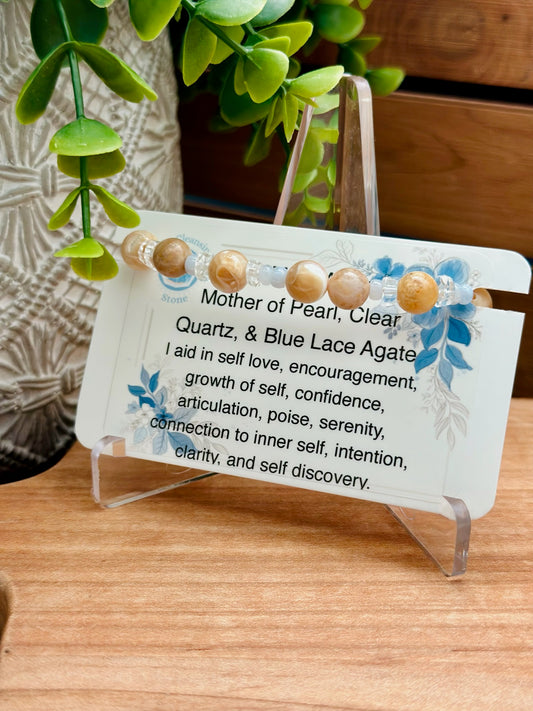 Cleansing
Stone
Mother of Pearl, Clear
Quartz, & Blue Lace Agate
I aid in self love, encouragement,
growth of self, confidence,
articulation, poise, serenity,
connection to inner self, intention,
clarity, and self discovery.